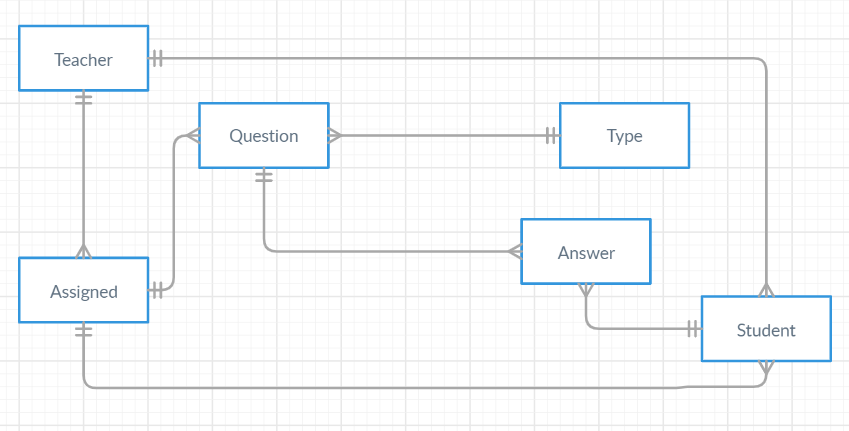 Teacher
Question
Type
Answer
Assigned
Student